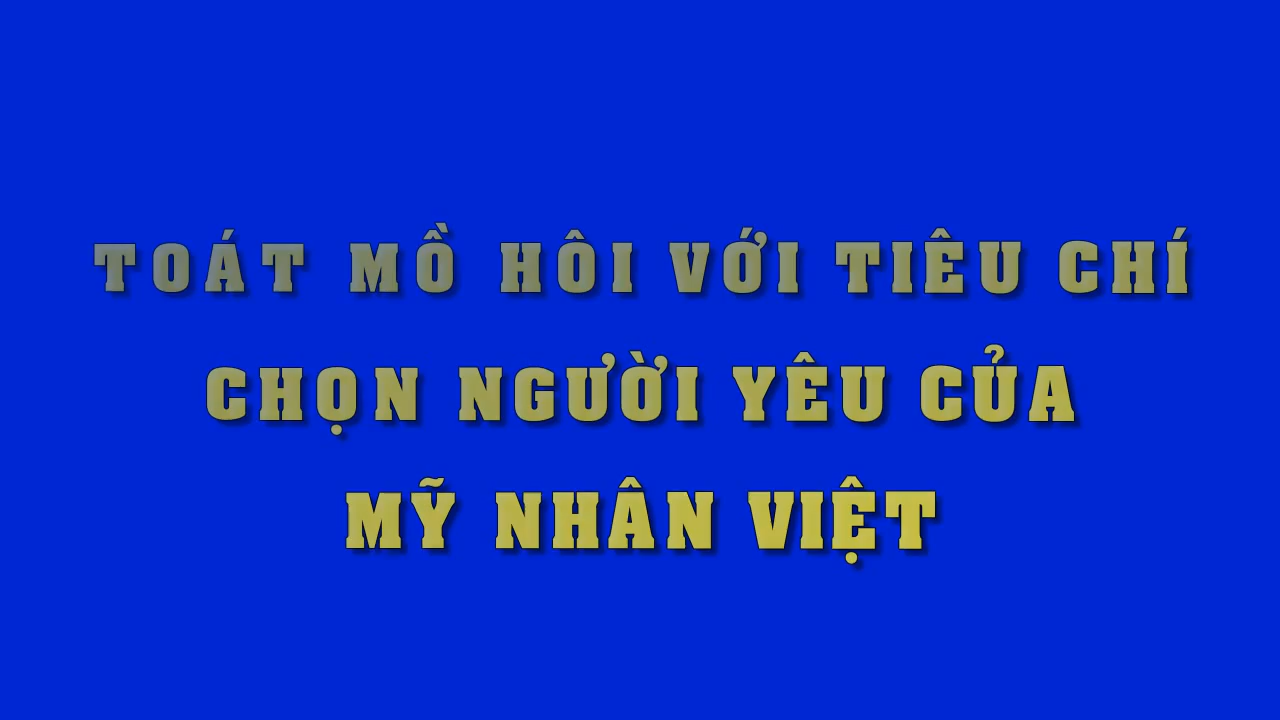 TOÁT MỒ HÔI VỚI TIÊU CHÍ
CHỌN NGƯỜI YÊU CỦA
MỸ NHÂN VIỆT